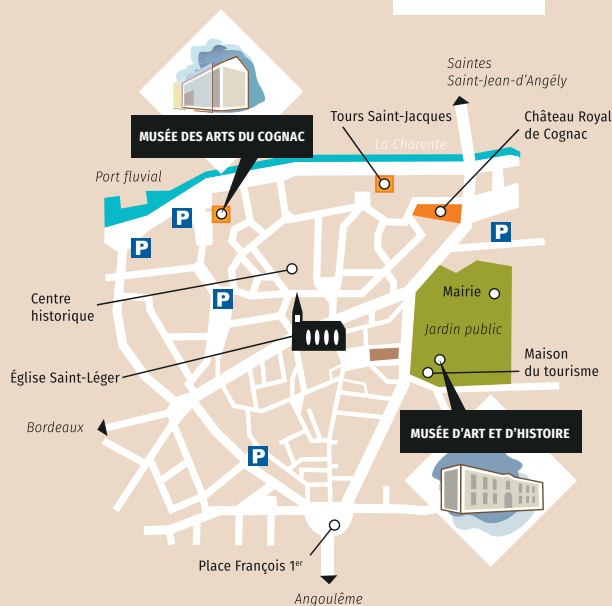 Saintes
Saint-Jean-d'Angély
Tours Saint-Jacques
Château Royal
de Cognac
MUSÉE DES ARTS DU COGNAC
La Charente
Port fluvial
P
P
P
P
Mairie
Centre
historique
Jardin public
Maison
du tourisme
Église Saint-Léger
Bordeaux
MUSÉE D'ART ET D'HISTOIRE
P
Place François 1er
Angoulême